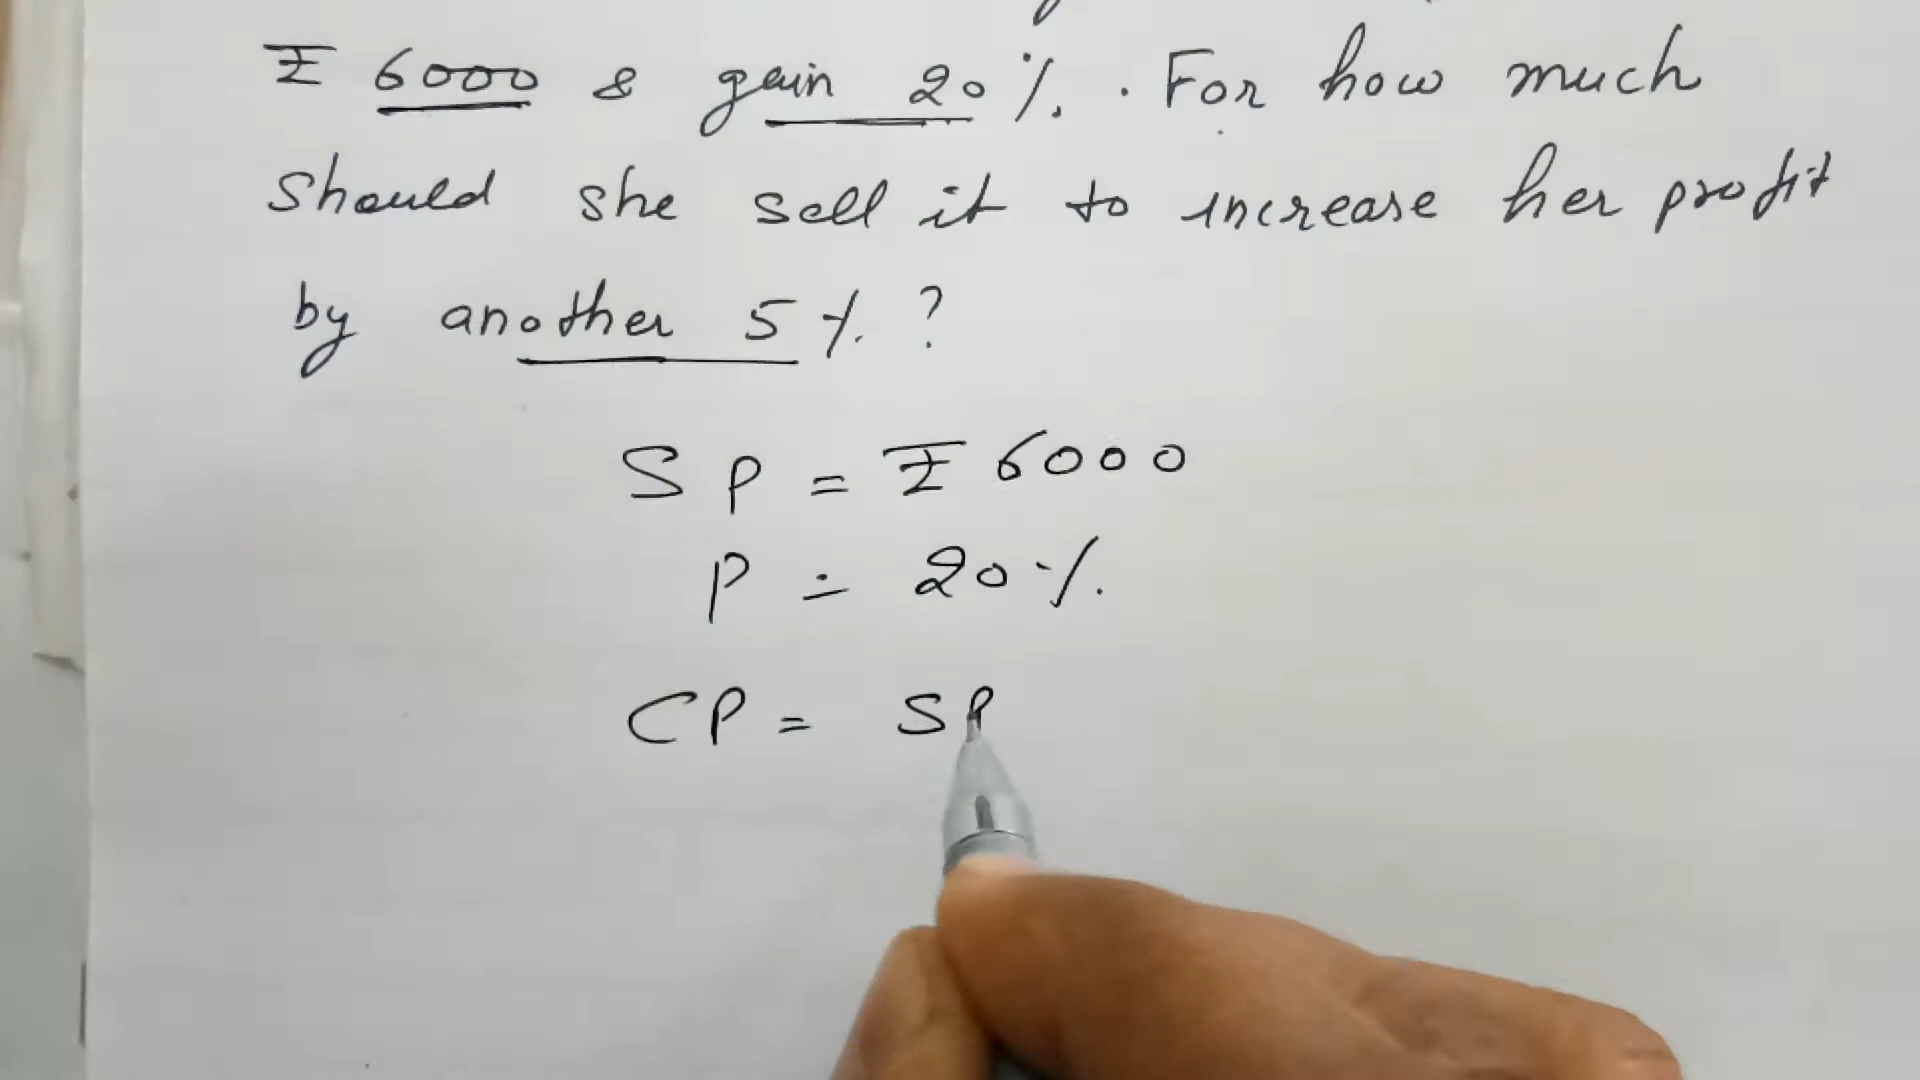 ₹ 6000 & gain 20%. For how much
should she sell it to increase her profit
by another 5%?
SP = ₹ 6000
P = 20%.
CP = SP